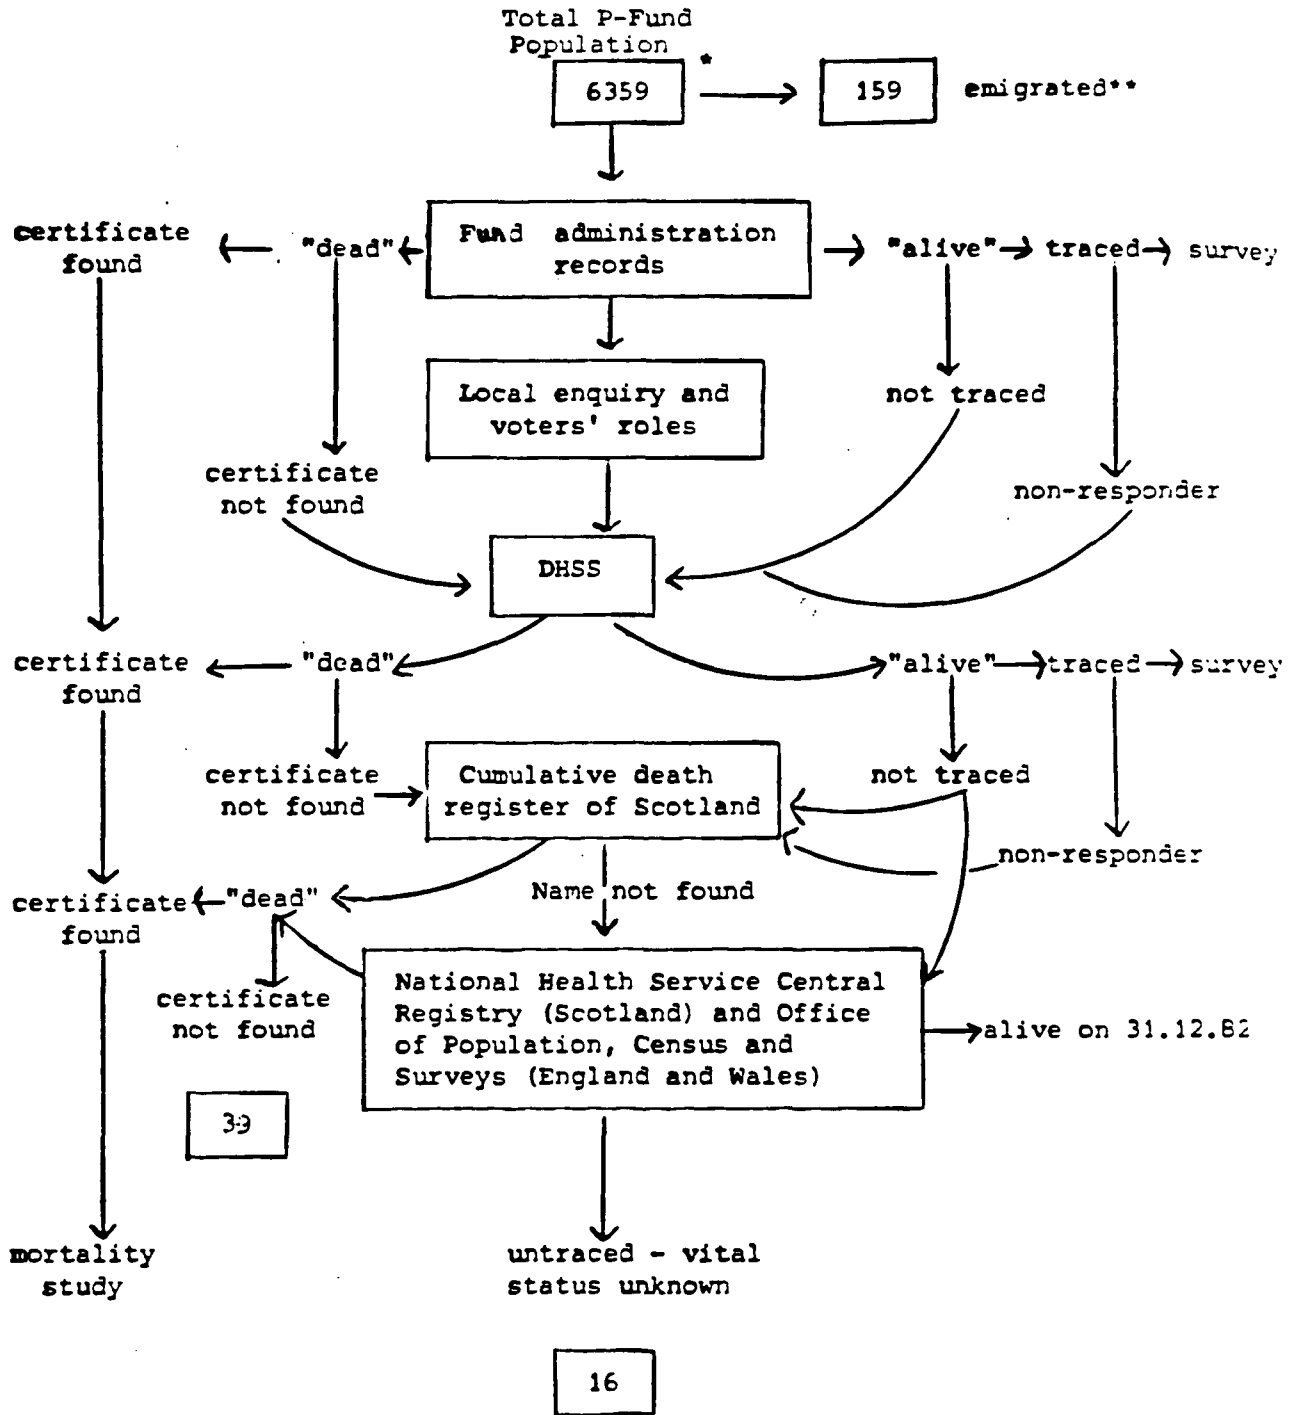 Total P-Fund
Population
*
6359
159
emigrated**
certificate
found
"dead"
Fund administration
records
"alive"
traced
survey
Local enquiry and
voters' roles
not traced
certificate
not found
non-responder
DHSS
certificate
found
"dead"
"alive"
traced
survey
certificate
not found
Cumulative death
register of Scotland
not traced
non-responder
Name not found
certificate
found
"dead"
certificate
not found
National Health Service Central
Registry (Scotland) and Office
of Population, Census and
Surveys (England and Wales)
alive on 31.12.82
39
mortality
study
untraced - vital
status unknown
16